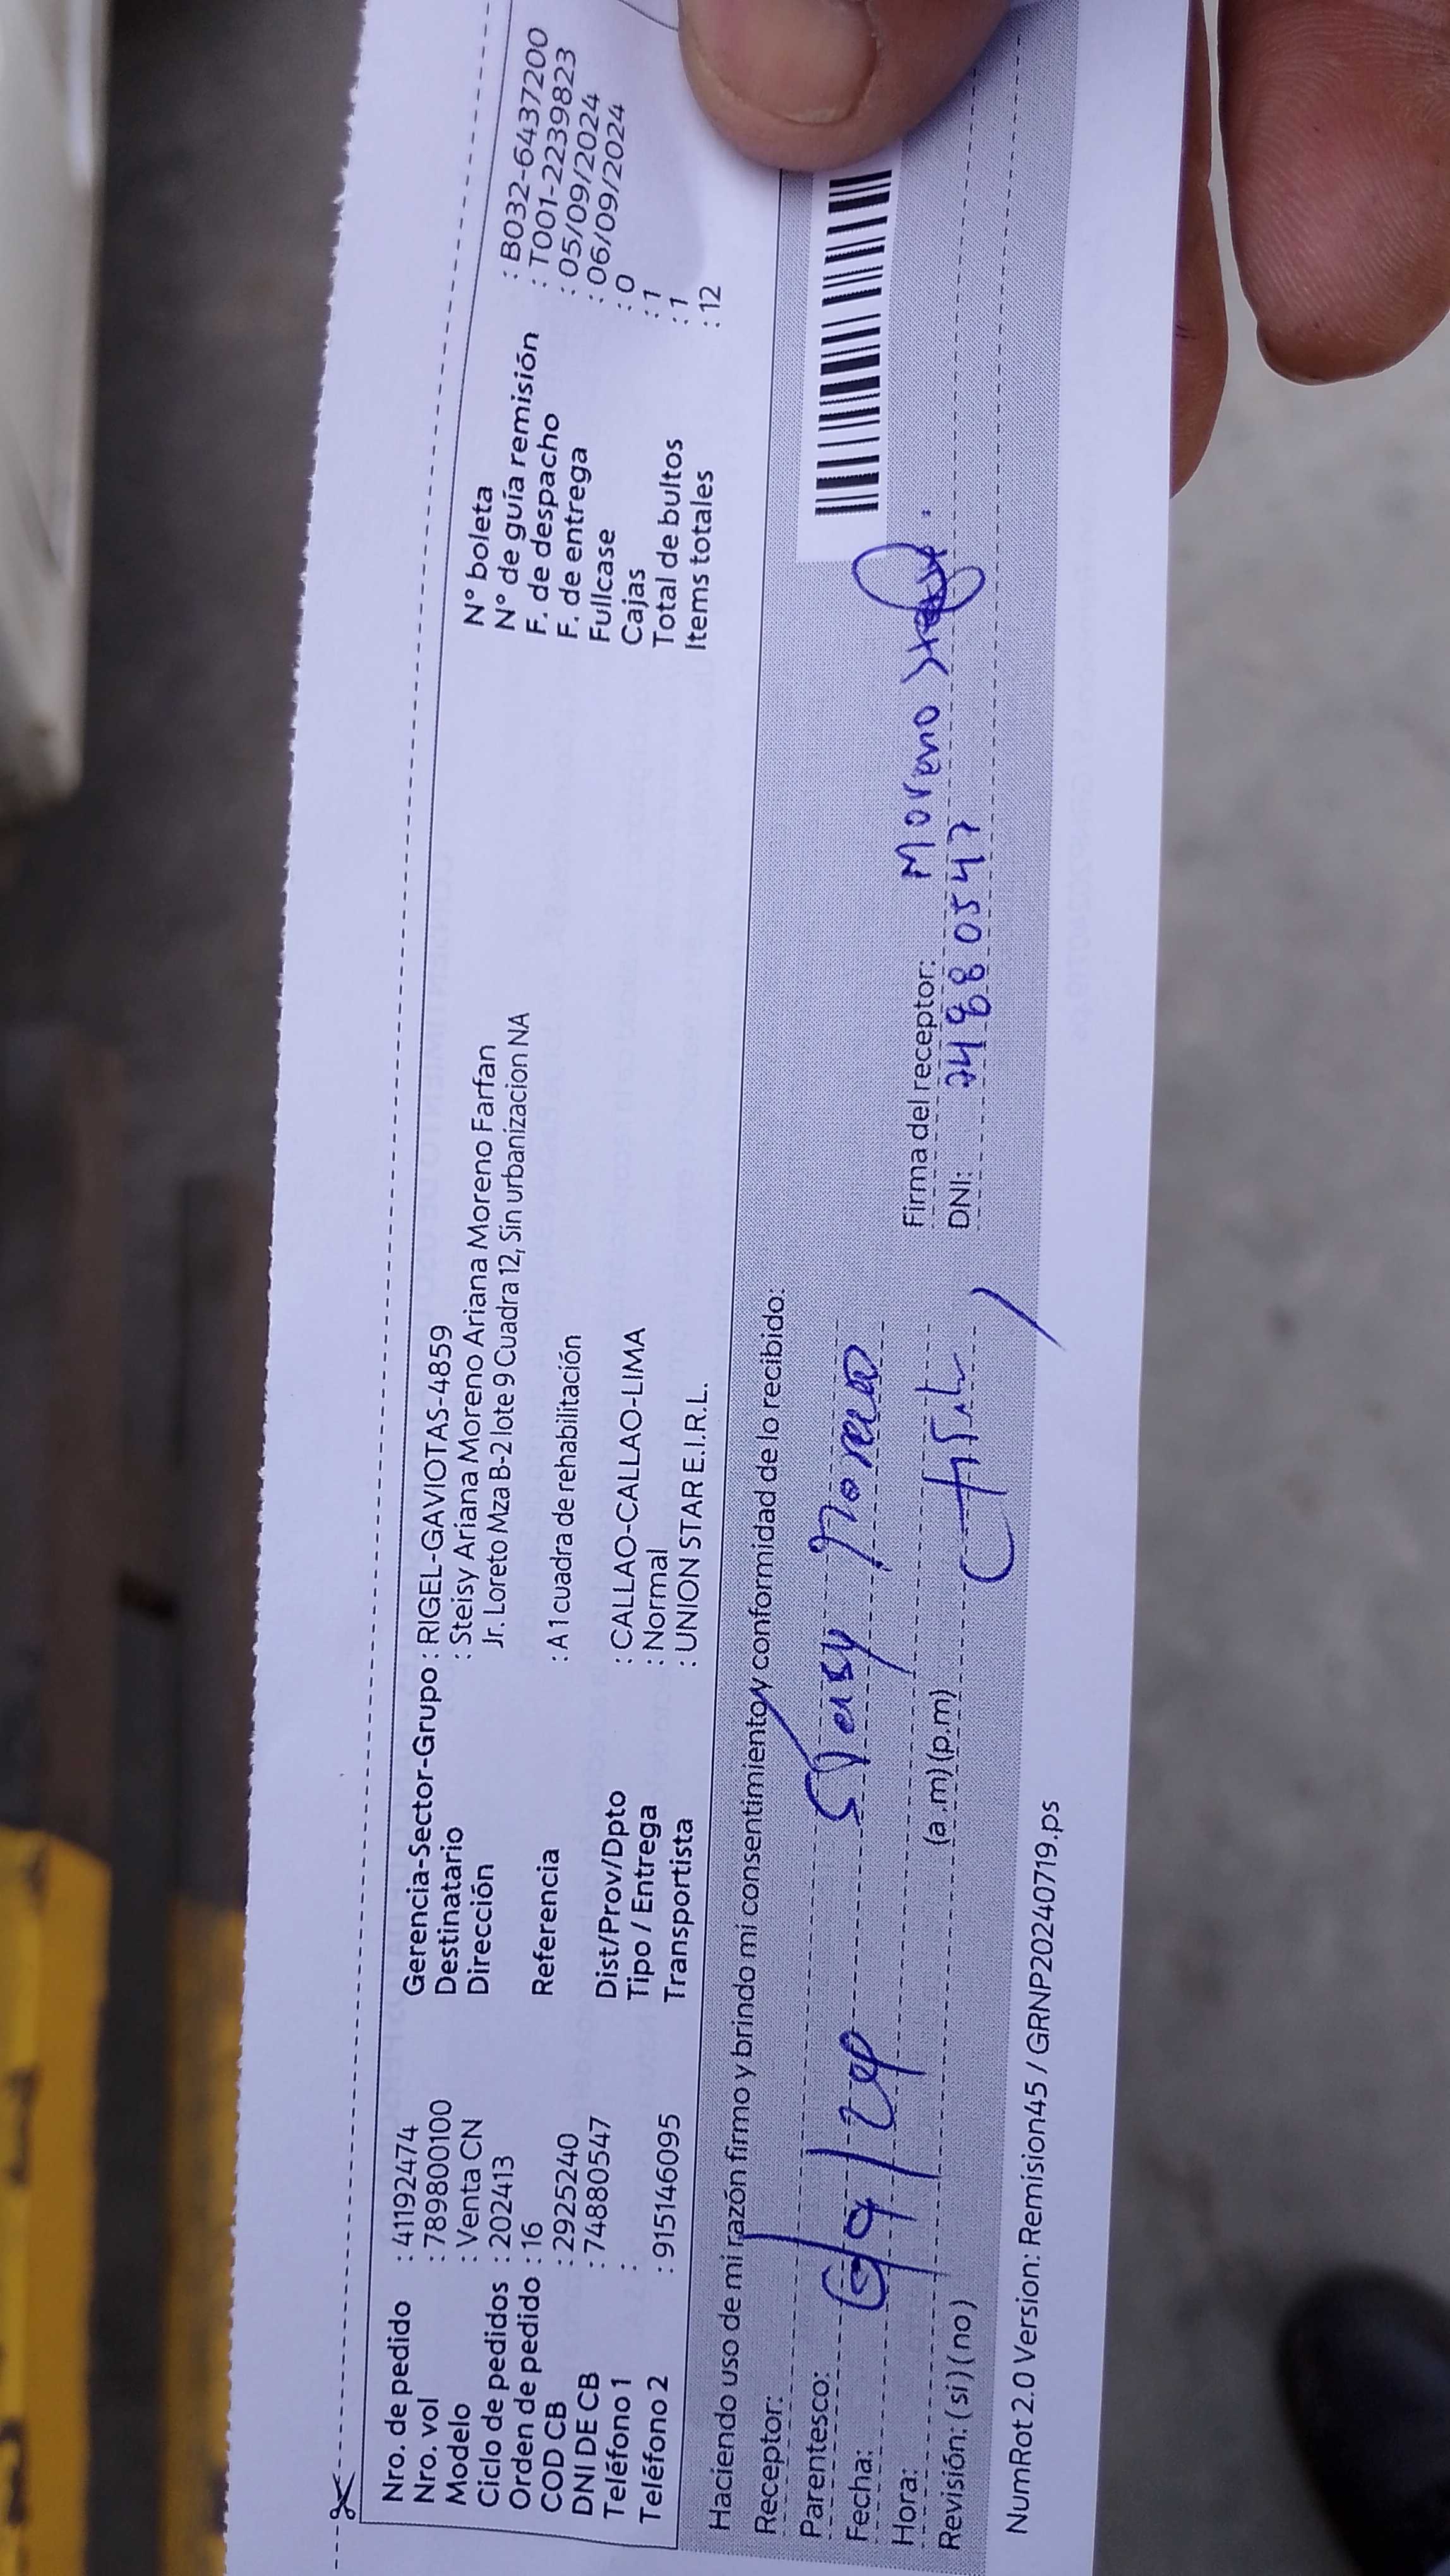 Nro. de pedido : 41192474
Nro. vol : 789800100
Modelo : Venta CN
Ciclo de pedidos : 202413
Orden de pedido : 16
COD CB : 2925240
DNI DE CB : 74880547
Teléfono 1 :
Teléfono 2 : 915146095
Gerencia-Sector-Grupo : RIGEL-GAVIOTAS-4859
Destinatario : Steisy Ariana Moreno Ariana Moreno Farfan
Dirección Jr. Loreto Mza B-2 lote 9 Cuadra 12, Sin urbanizacion NA
Referencia : A 1 cuadra de rehabilitación
Dist/Prov/Dpto : CALLAO-CALLAO-LIMA
Tipo / Entrega : Normal
Transportista : UNION STAR E.I.R.L.
N° boleta : B032-6437200
N° de guía remisión : T001-2239823
F. de despacho : 05/09/2024
F. de entrega : 06/09/2024
Fullcase : 0
Cajas : 1
Total de bultos : 1
Items totales : 12
Haciendo uso de mi razón firmo y brindo mi consentimiento y conformidad de lo recibido:
Receptor:
Parentesco: Moreno
Fecha:
Hora: (a.m) (p.m)
Revisión: ( si ) ( no )
Firma del receptor: Moreno
DNI: 74880547
NumRot 2.0 Version: Remision45 / GRNP20240719.ps